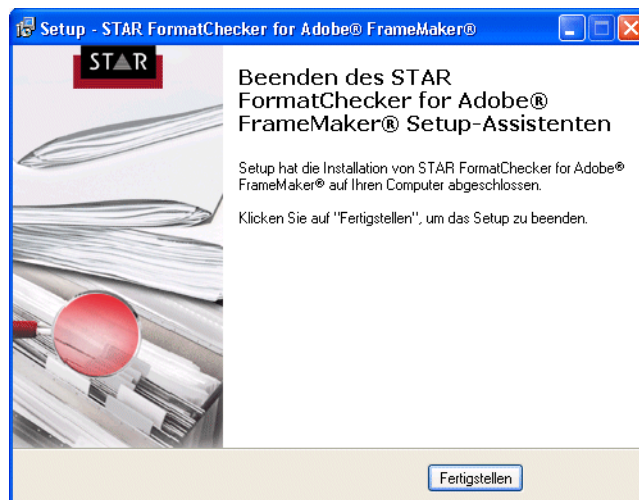 Setup - STAR FormatChecker for Adobe® FrameMaker®
STAR
Beenden des STAR
FormatChecker for Adobe®
FrameMaker® Setup-Assistenten
Setup hat die Installation von STAR FormatChecker for Adobe®
FrameMaker® auf Ihren Computer abgeschlossen.
Klicken Sie auf "Fertigstellen", um das Setup zu beenden.
Fertigstellen